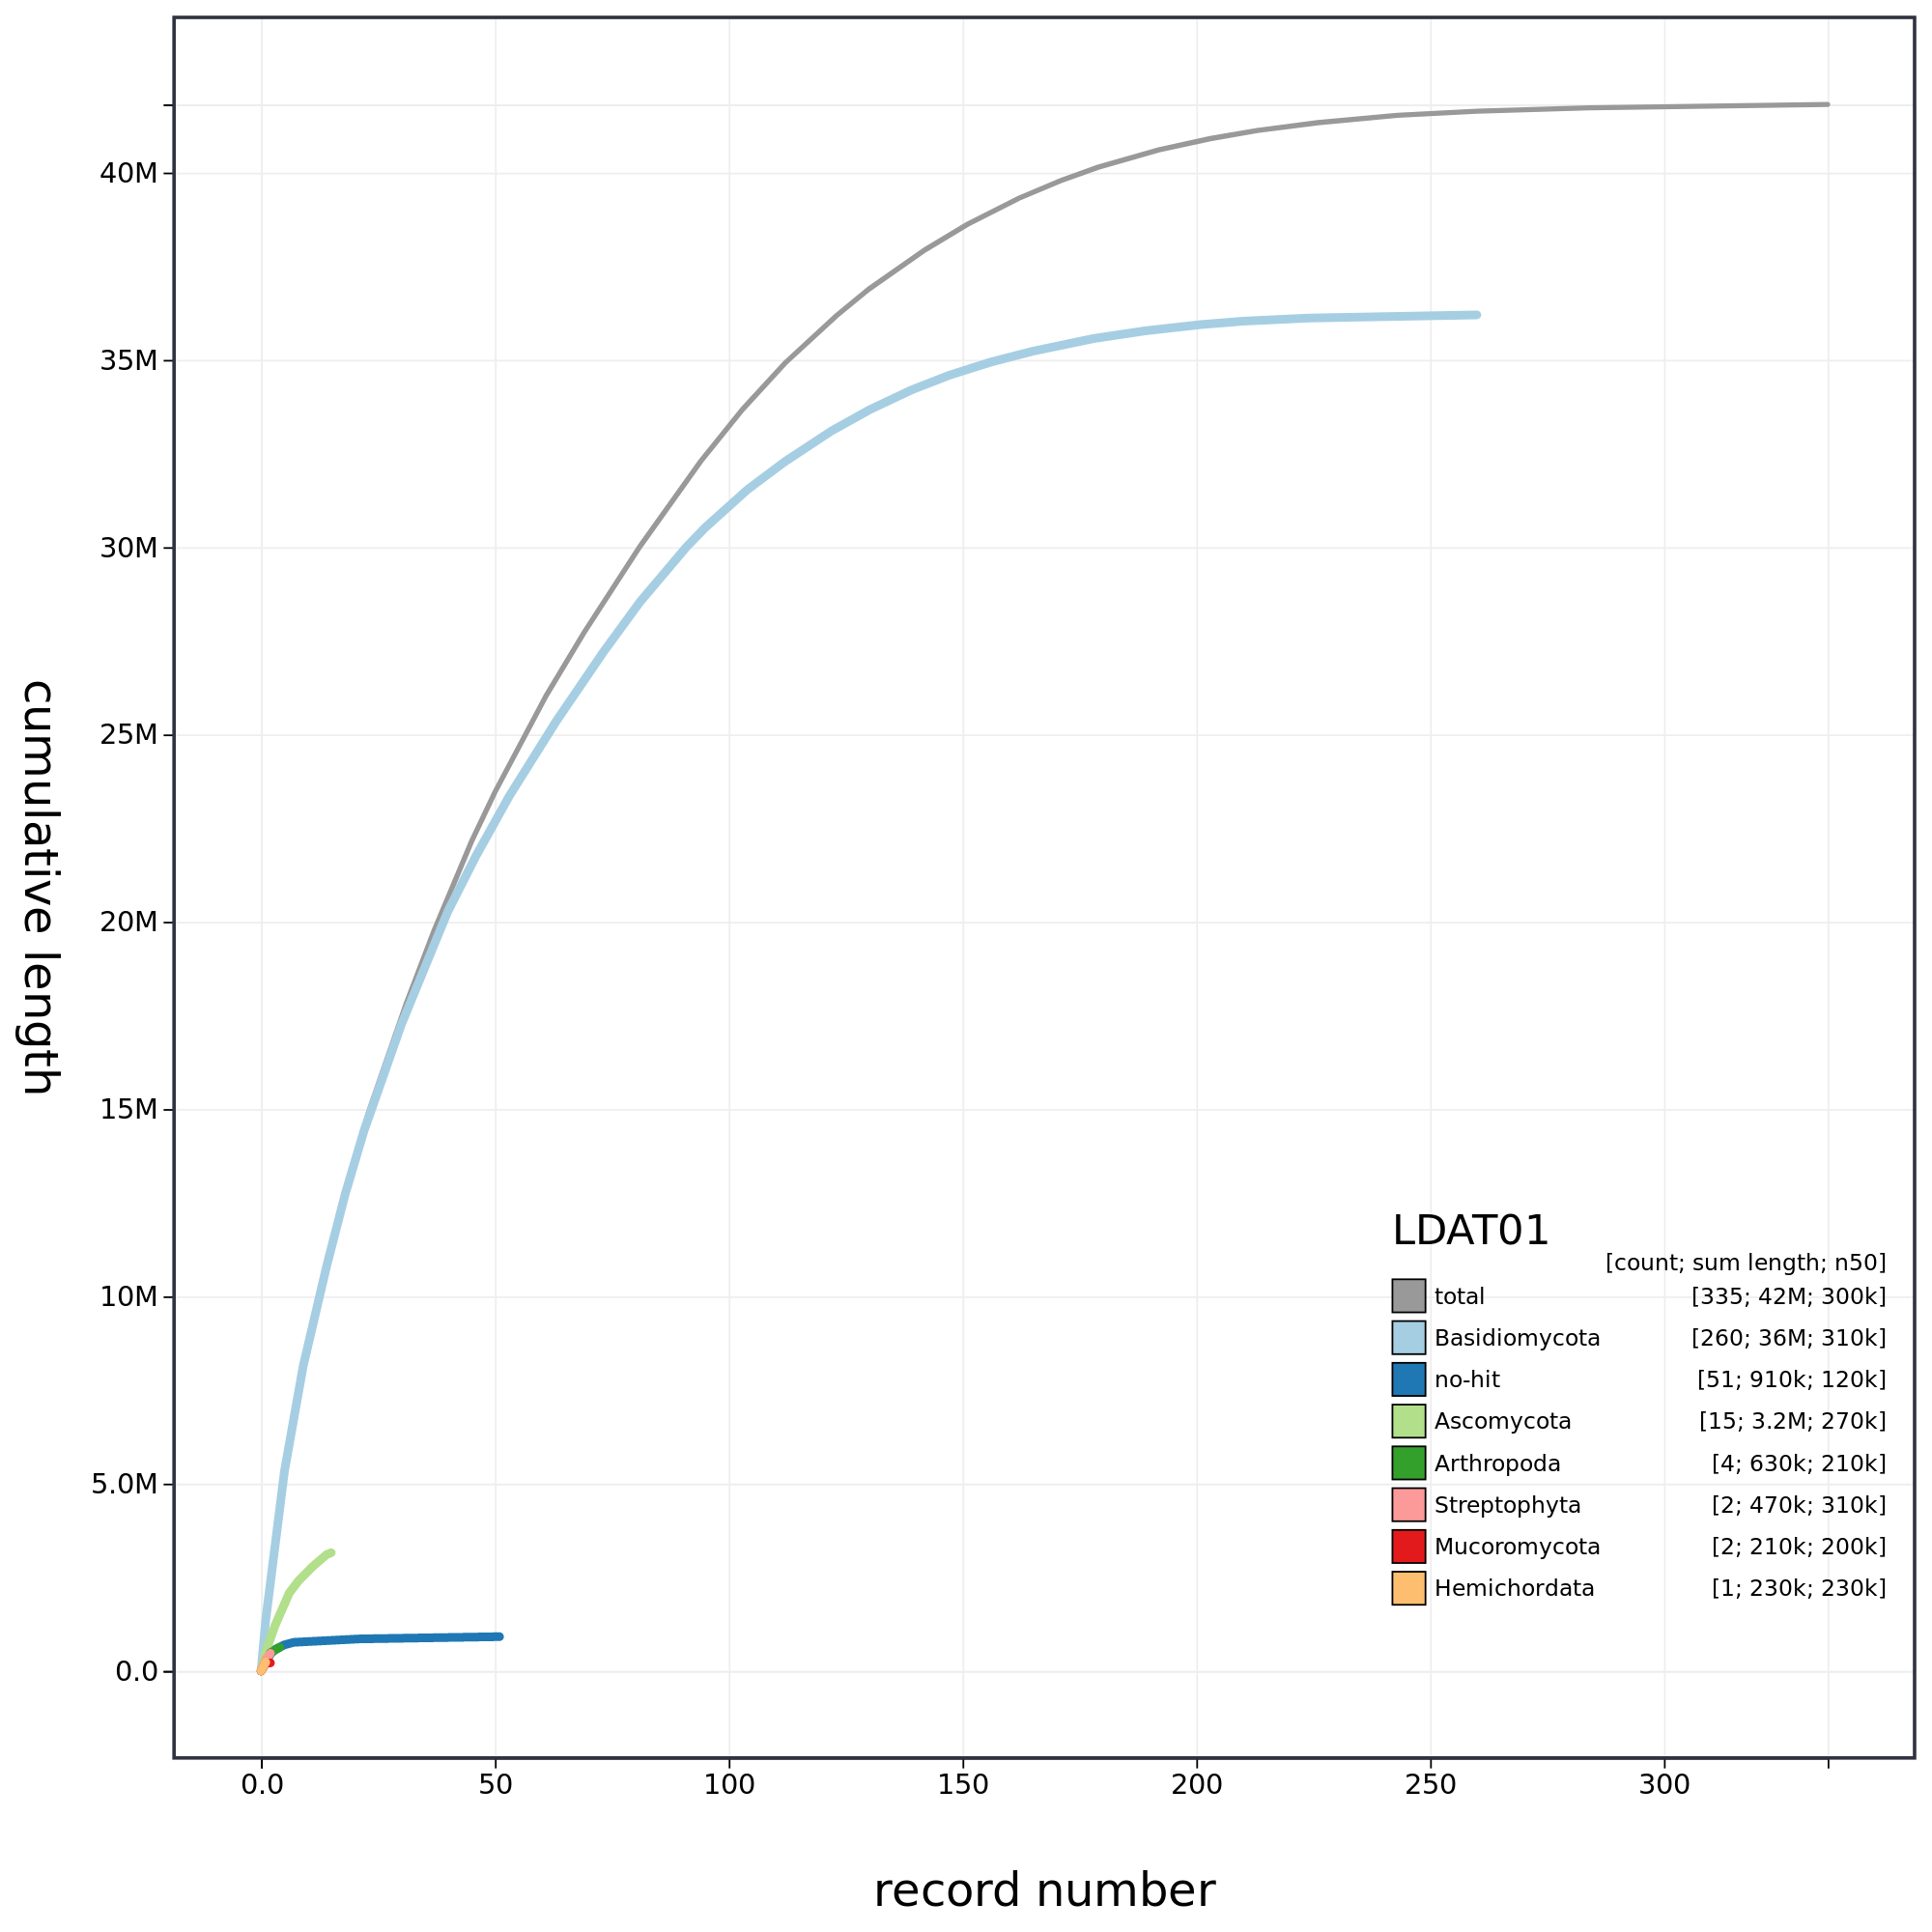 cumulative length
40M
35M
30M
25M
20M
15M
10M
5.0M
0.0
LDAT01
[count; sum length; n50]
total [335; 42M; 300k]
Basidiomycota [260; 36M; 310k]
no-hit [51; 910k; 120k]
Ascomycota [15; 3.2M; 270k]
Arthropoda [4; 630k; 210k]
Streptophyta [2; 470k; 310k]
Mucoromycota [2; 210k; 200k]
Hemichordata [1; 230k; 230k]
0.0 50 100 150 200 250 300
record number